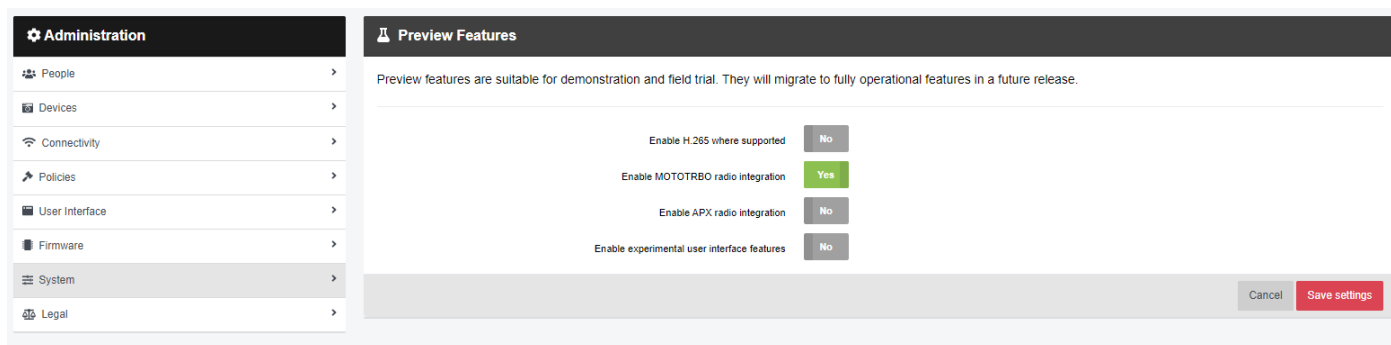 Administration
People
Devices
Connectivity
Policies
User Interface
Firmware
System
Legal
Preview Features
Preview features are suitable for demonstration and field trial. They will migrate to fully operational features in a future release.
Enable H.265 where supported No
Enable MOTOTRBO radio integration Yes
Enable APX radio integration No
Enable experimental user interface features No
Cancel Save settings